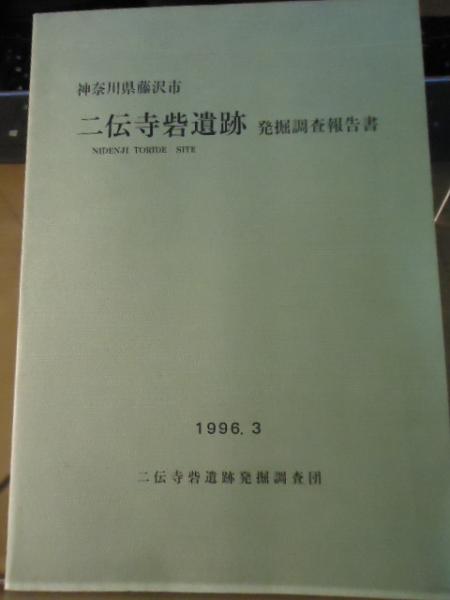 神奈川県藤沢市
二伝寺砦遺跡 発掘調査報告書
NIDENJI TORIDE SITE
1996. 3
二伝寺砦遺跡発掘調査団